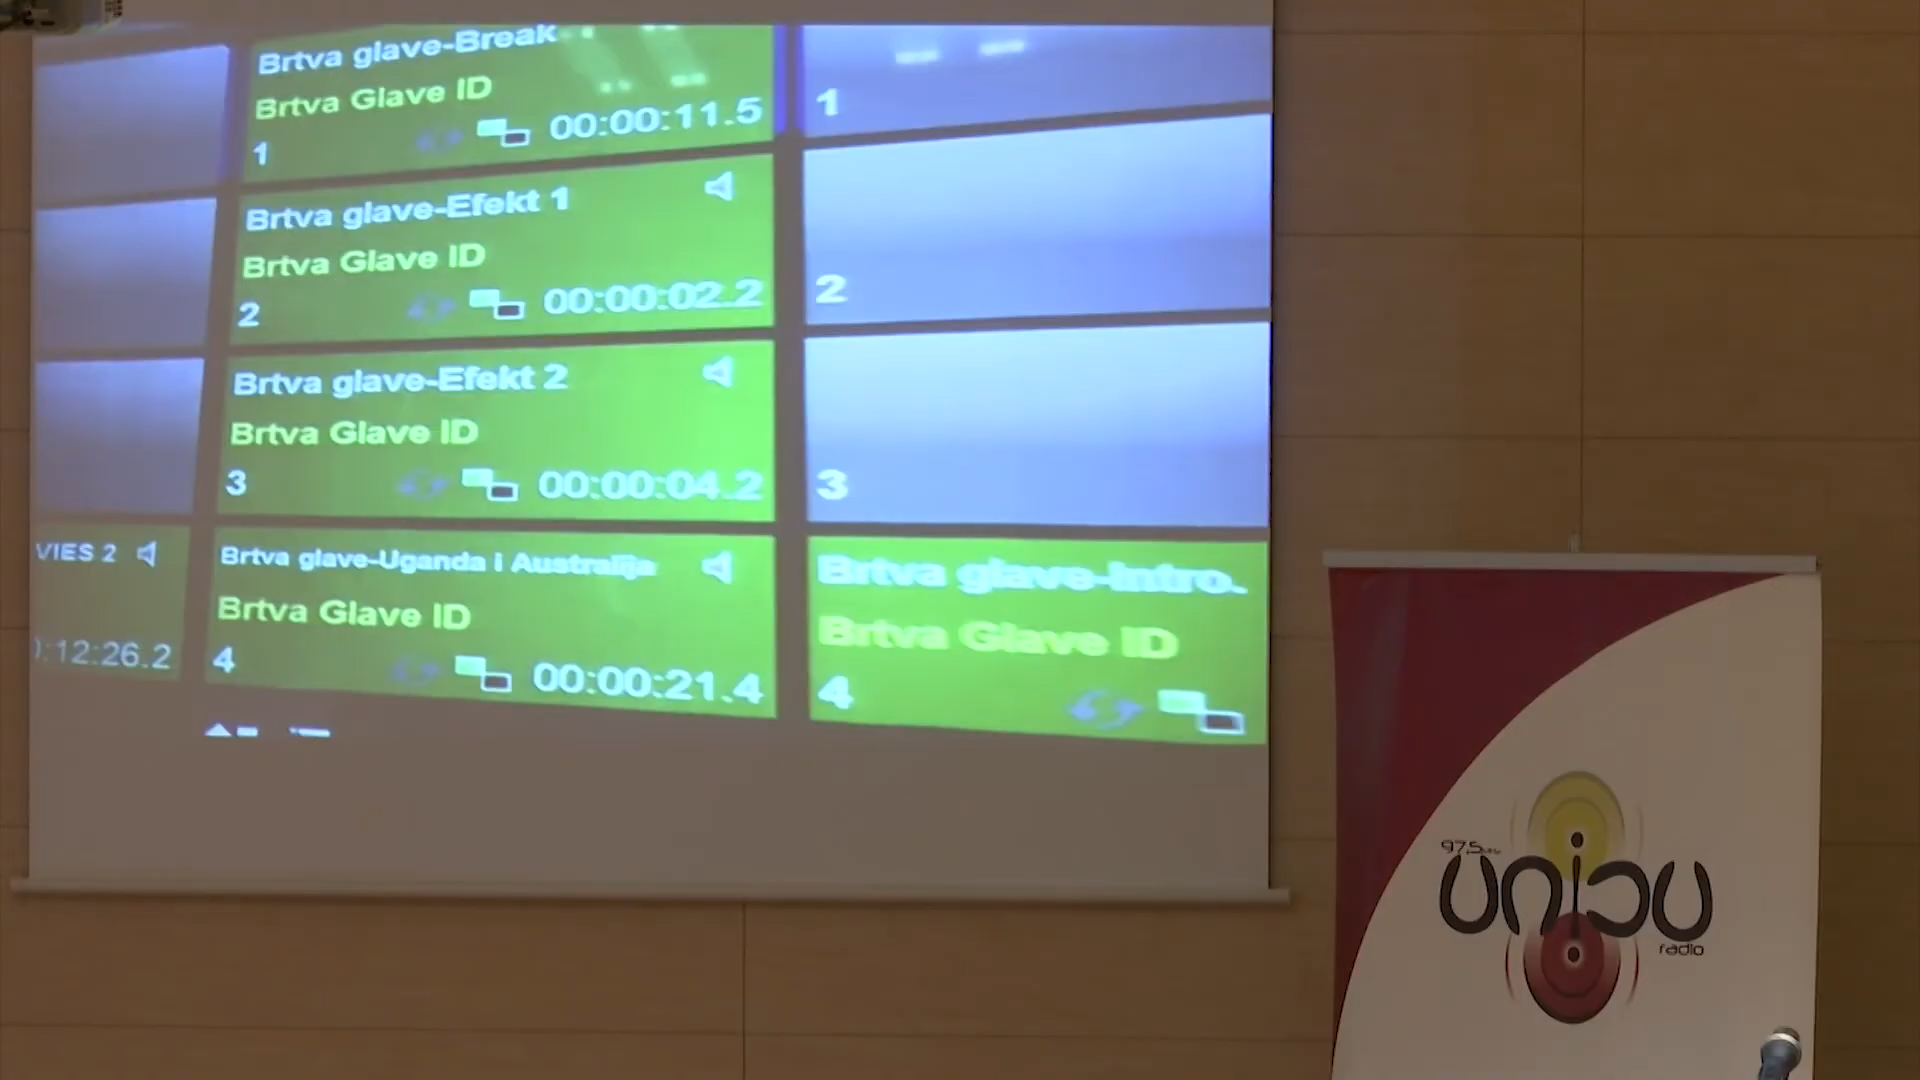 Brtva glave-Break
Brtva Glave ID
1
00:00:11.5
1
Brtva glave-Efekt 1
Brtva Glave ID
2
00:00:02.2
2
Brtva glave-Efekt 2
Brtva Glave ID
3
00:00:04.2
3
VIES 2
:12:26.2
Brtva glave-Uganda i Australija
Brtva Glave ID
4
00:00:21.4
Brtva glave-Intro.
Brtva Glave ID
4
97.5
unidu
radio